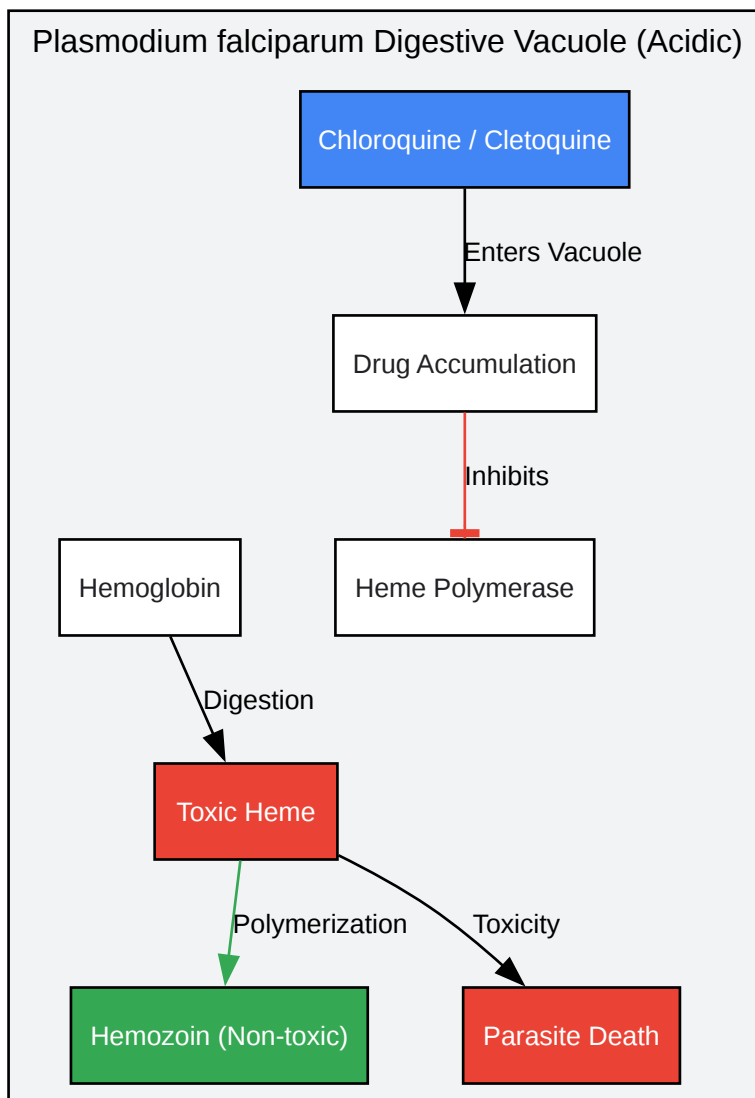 Plasmodium falciparum Digestive Vacuole (Acidic)
Chloroquine / Cletoquine
Enters Vacuole
Drug Accumulation
Inhibits
Hemoglobin
Heme Polymerase
Digestion
Toxic Heme
Polymerization
Toxicity
Hemozoin (Non-toxic)
Parasite Death